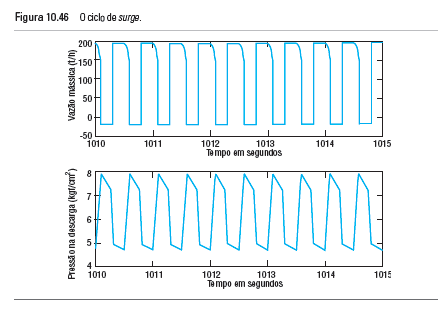 Figura 10.46 O ciclo de surge.
Vazão mássica (t/h)
200
150
100
50
0
-50
1010 1011 1012 1013 1014 1015
Tempo em segundos
Pressão na descarga (kgf/cm²)
8
7
6
5
4
1010 1011 1012 1013 1014 1015
Tempo em segundos